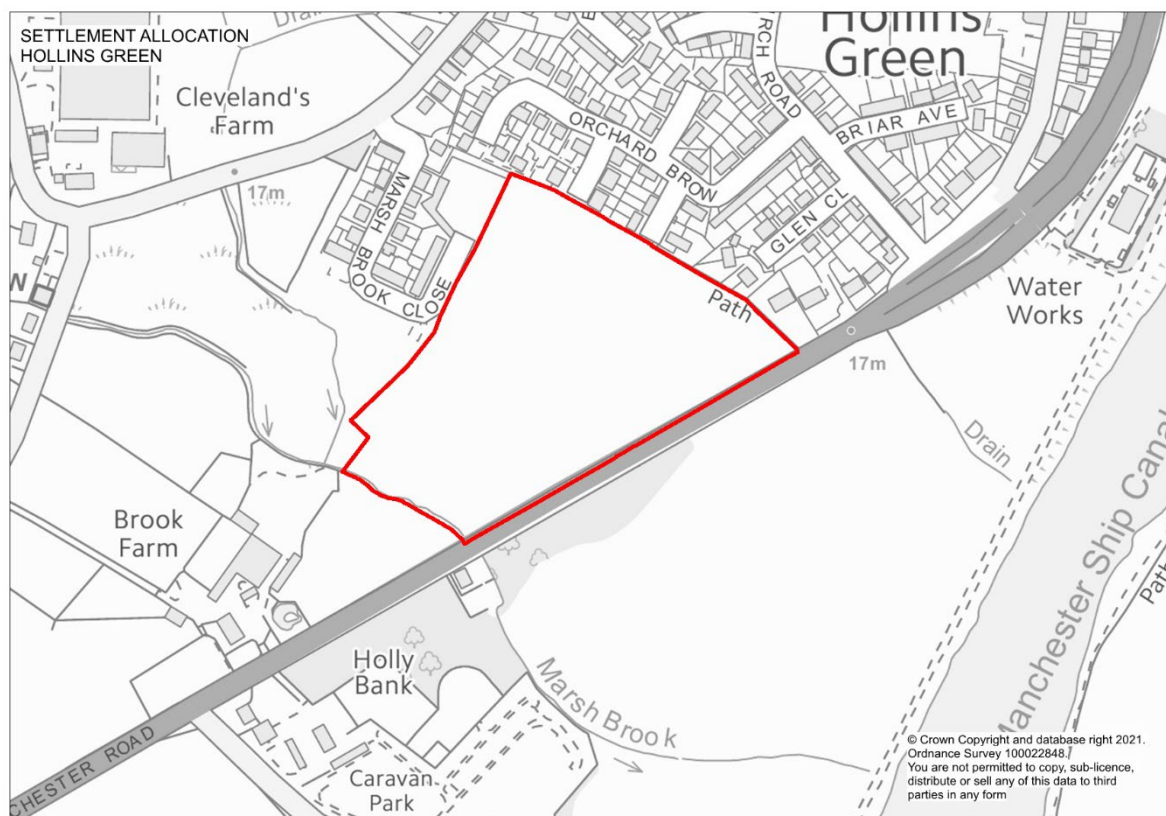 SETTLEMENT ALLOCATION
HOLLINS GREEN
Drain
Hollins
Green
Cleveland's
Farm
RCH ROAD
BRIAR AVE
ORCHARD BROW
MARSH BROOK CLOSE
GLEN CL
17m
N
Path
Water
Works
17m
Drain
Brook
Farm
Manchester Ship Canal
Path
Holly
Bank
Marsh Brook
CHESTER ROAD
Caravan
Park
© Crown Copyright and database right 2021.
Ordnance Survey 100022848.
You are not permitted to copy, sub-licence,
distribute or sell any of this data to third
parties in any form